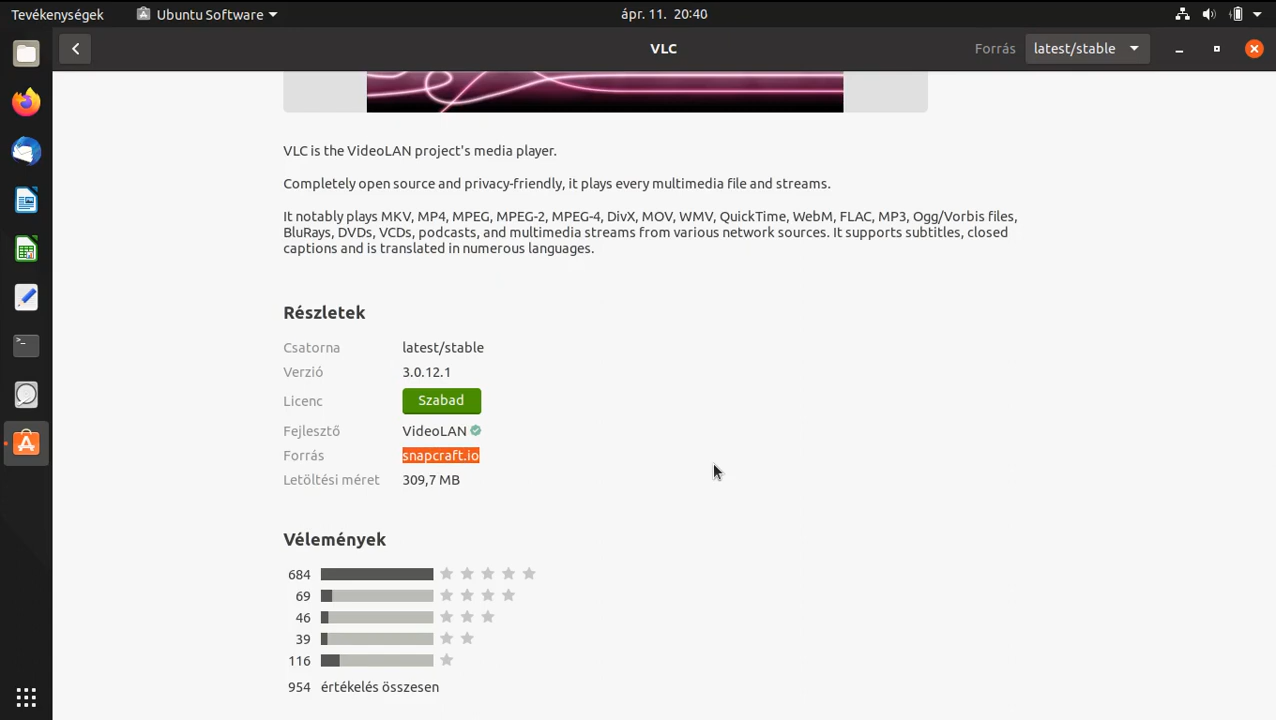 Tevékenységek Ubuntu Software ápr. 11. 20:40
VLC Forrás latest/stable
VLC is the VideoLAN project's media player.
Completely open source and privacy-friendly, it plays every multimedia file and streams.
It notably plays MKV, MP4, MPEG, MPEG-2, MPEG-4, DivX, MOV, WMV, QuickTime, WebM, FLAC, MP3, Ogg/Vorbis files,
BluRays, DVDs, VCDs, podcasts, and multimedia streams from various network sources. It supports subtitles, closed
captions and is translated in numerous languages.
Részletek
Csatorna latest/stable
Verzió 3.0.12.1
Licenc Szabad
Fejlesztő VideoLAN
Forrás snapcraft.io
Letöltési méret 309,7 MB
Vélemények
684
69
46
39
116
954 értékelés összesen